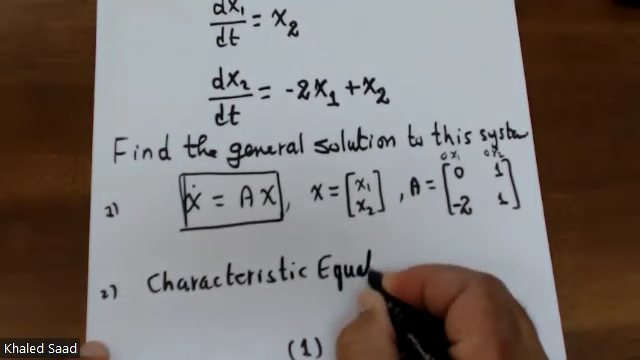 dx₁/dt = x₂
dx₂/dt = -2x₁ + x₂
Find the general solution to this syste
1) ẋ = AX, x = [x₁ x₂], A = [0 1 -2 1]
2) Characteristic Equa
(1)
Khaled Saad